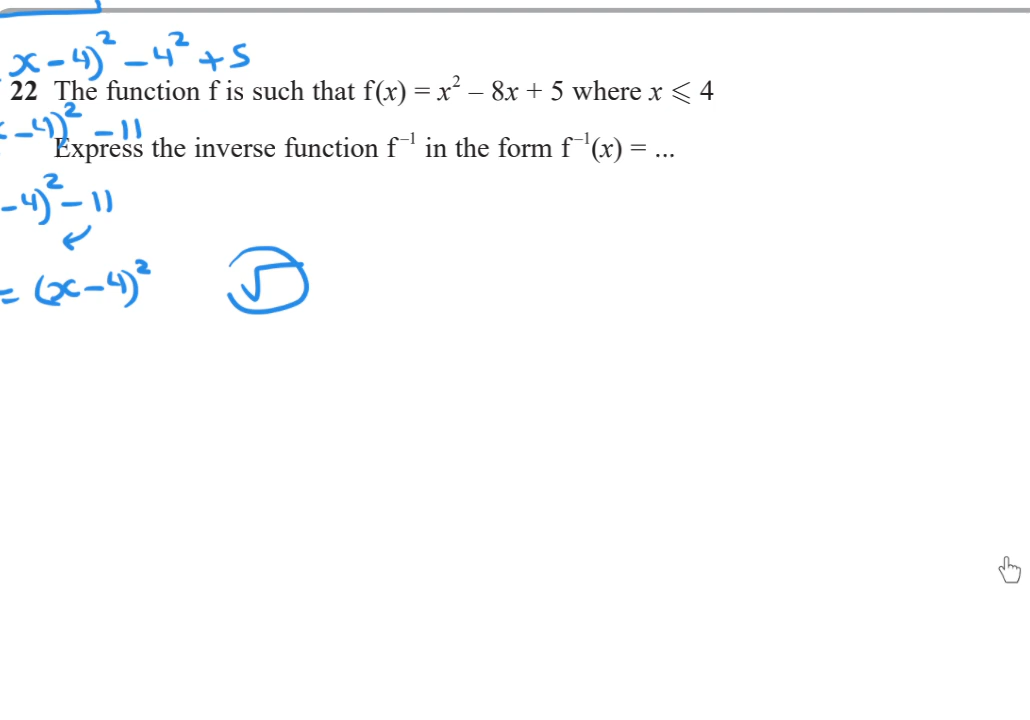 x-4)² - 4² + 5
22 The function f is such that f(x) = x² – 8x + 5 where x ⩽ 4
-4)² - 11
Express the inverse function f⁻¹ in the form f⁻¹(x) = ...
-4)² - 11
= (x-4)² √